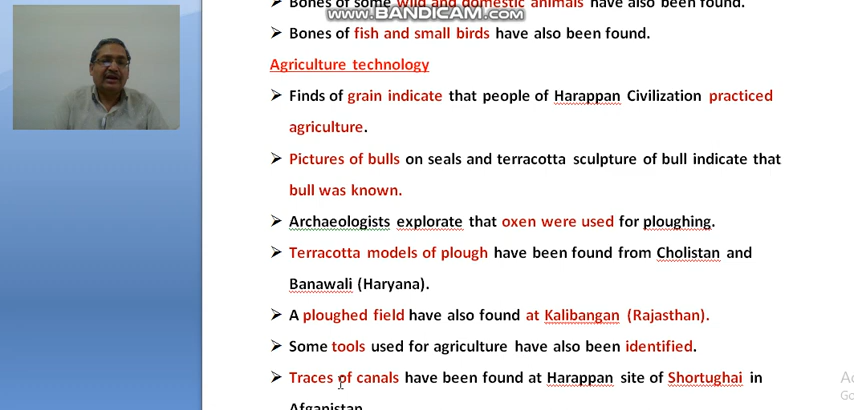 Bones of some wild and domestic animals have also been found.
www.BANDICAM.com
➤ Bones of fish and small birds have also been found.
Agriculture technology
➤ Finds of grain indicate that people of Harappan Civilization practiced
agriculture.
➤ Pictures of bulls on seals and terracotta sculpture of bull indicate that
bull was known.
➤ Archaeologists explorate that oxen were used for ploughing.
➤ Terracotta models of plough have been found from Cholistan and
Banawali (Haryana).
➤ A ploughed field have also found at Kalibangan (Rajasthan).
➤ Some tools used for agriculture have also been identified.
➤ Traces of canals have been found at Harappan site of Shortughai in
Afganistan